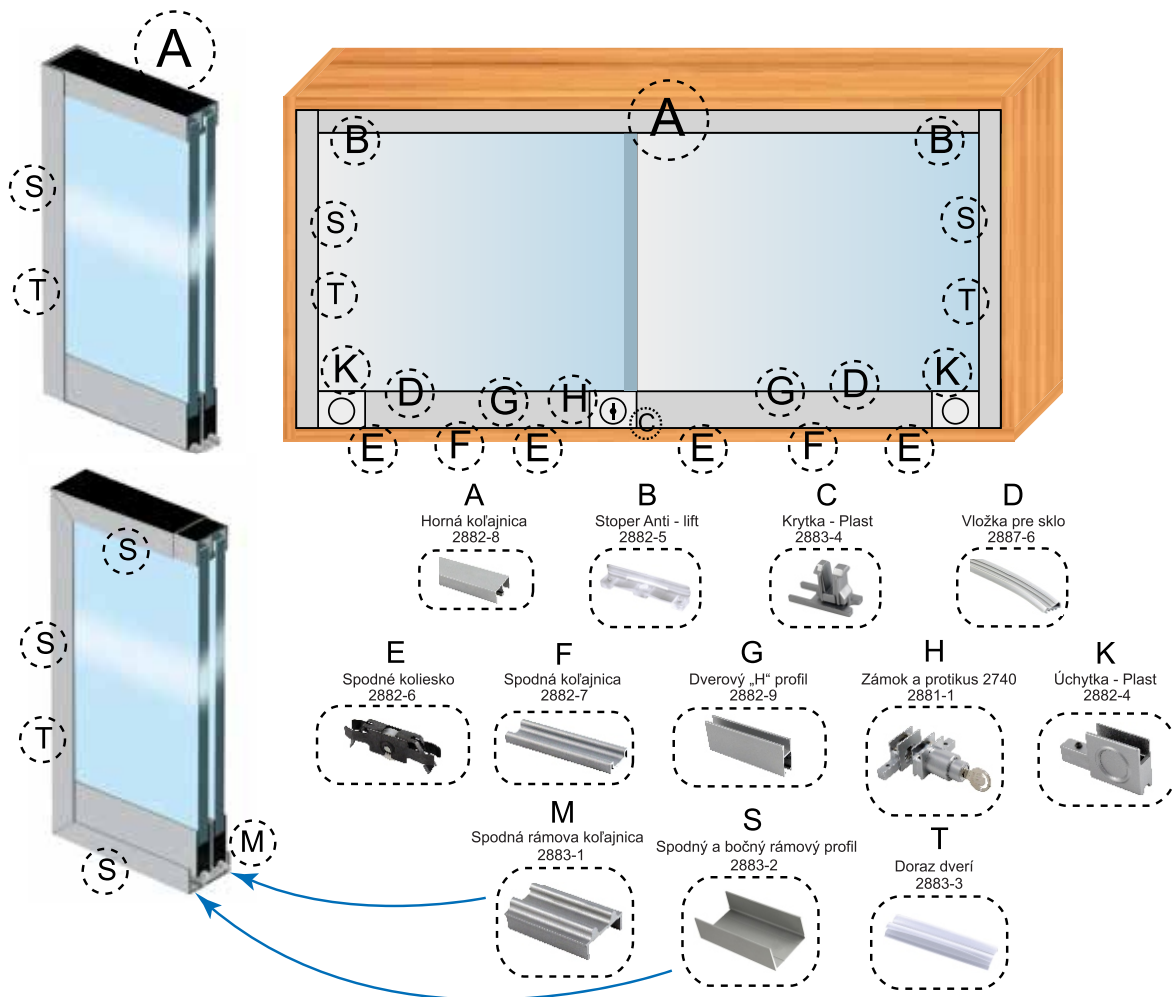 A
S
T
A
B
B
S
S
T
T
K
K
D
G
H
C
G
D
E
F
E
E
F
E
S
S
T
M
S
A
Horná koľajnica
2882-8
B
Stoper Anti - lift
2882-5
C
Krytka - Plast
2883-4
D
Vložka pre sklo
2887-6
E
Spodné koliesko
2882-6
F
Spodná koľajnica
2882-7
G
Dverový „H“ profil
2882-9
H
Zámok a protikus 2740
2881-1
K
Úchytka - Plast
2882-4
M
Spodná rámova koľajnica
2883-1
S
Spodný a bočný rámový profil
2883-2
T
Doraz dverí
2883-3